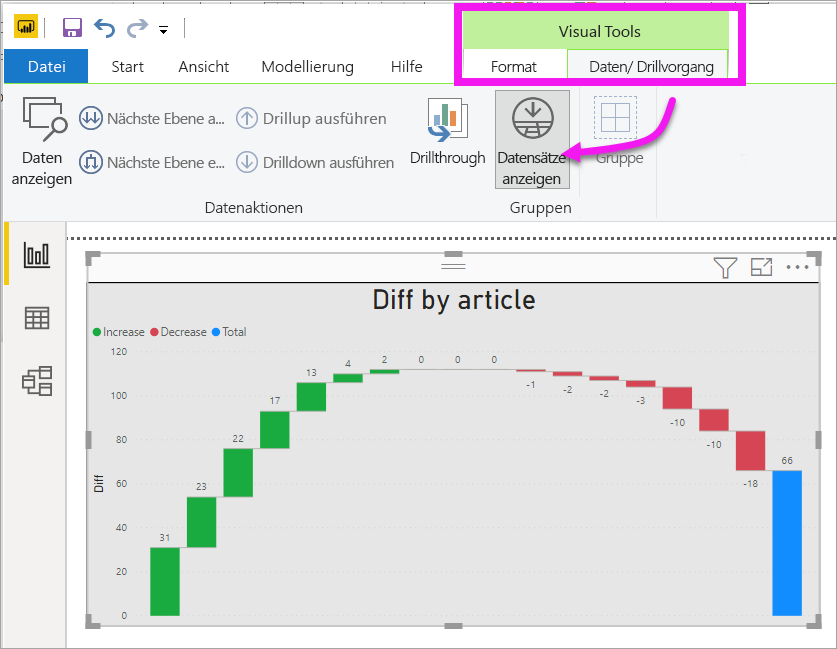 Visual Tools
Datei Start Ansicht Modellierung Hilfe Format Daten/ Drillvorgang
Daten
anzeigen
Nächste Ebene a...
Nächste Ebene e...
Drillup ausführen
Drilldown ausführen
Drillthrough
Datensätze
anzeigen
Gruppe
Datenaktionen
Gruppen
Diff by article
Increase Decrease Total
120
100
80
60
40
20
0
Diff
31
23
22
17
13
4
2
0
0
0
-1
-2
-2
-3
-10
-10
-18
66